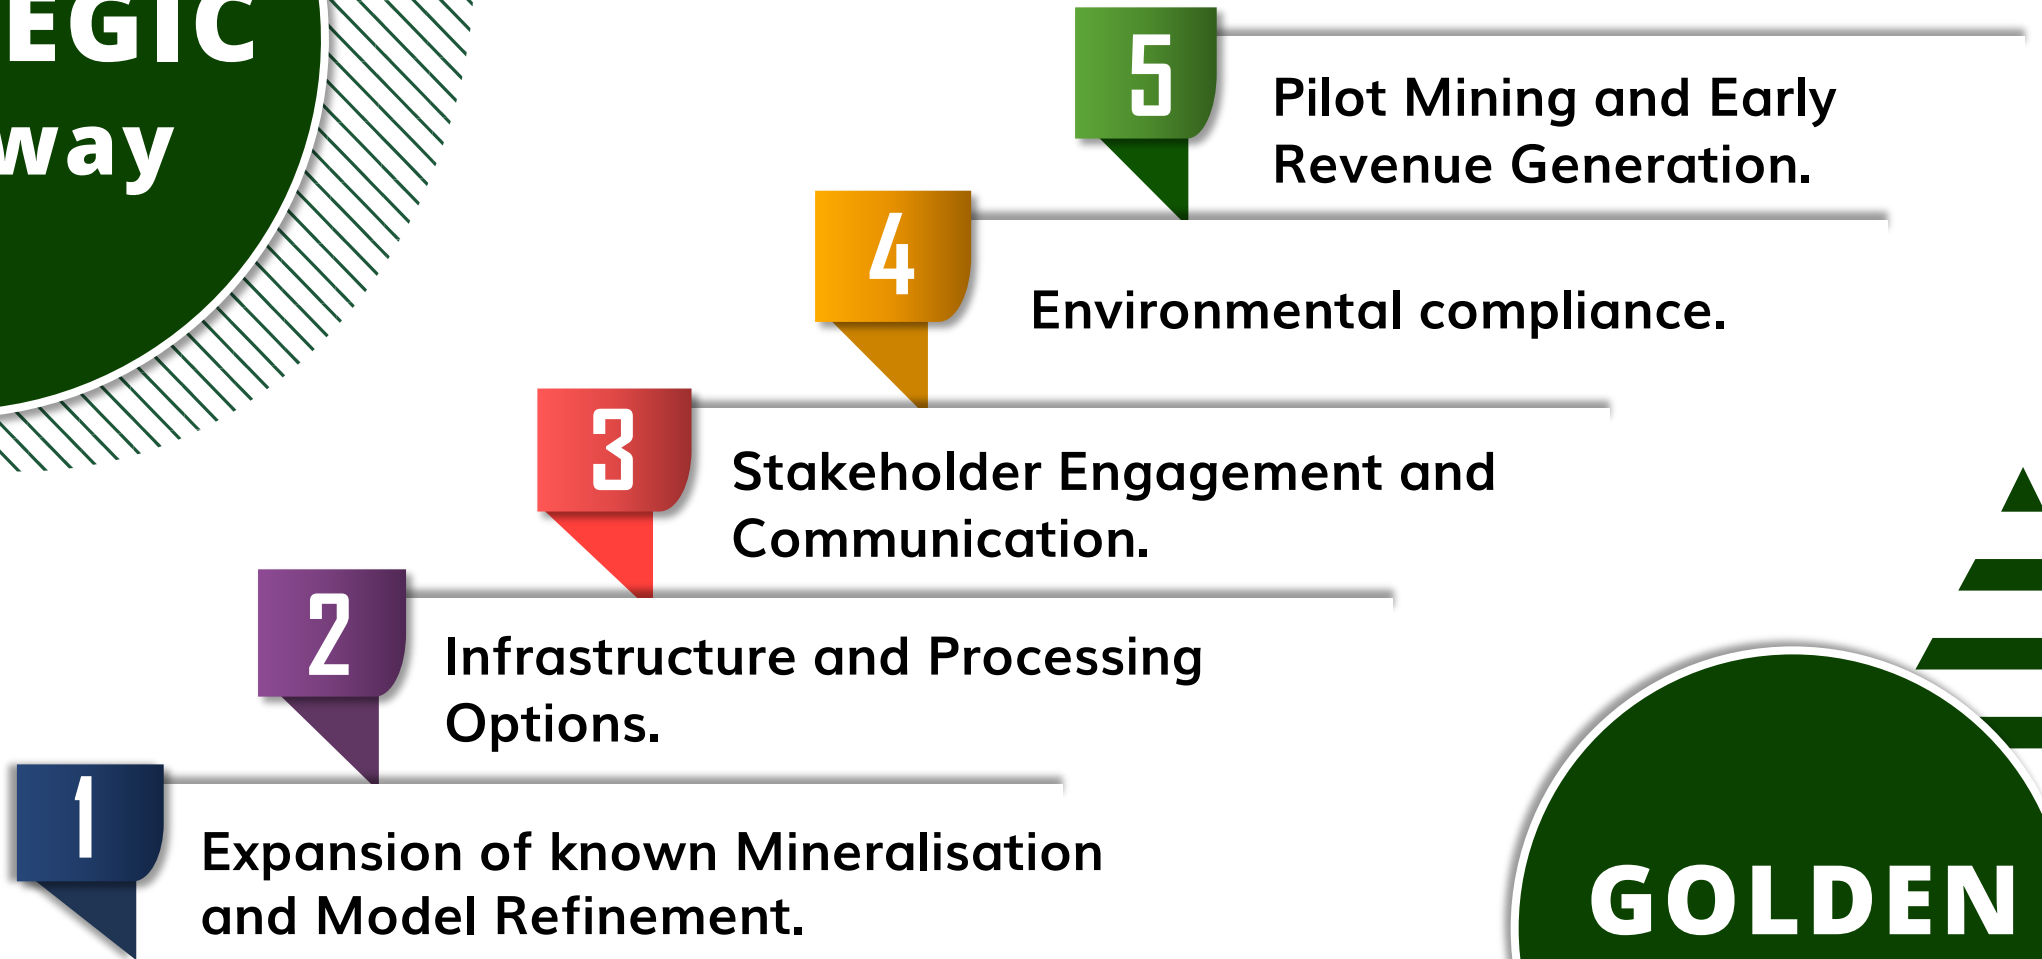 EGIC
way
5
Pilot Mining and Early
Revenue Generation.
4
Environmental compliance.
3
Stakeholder Engagement and
Communication.
2
Infrastructure and Processing
Options.
1
Expansion of known Mineralisation
and Model Refinement.
GOLDEN